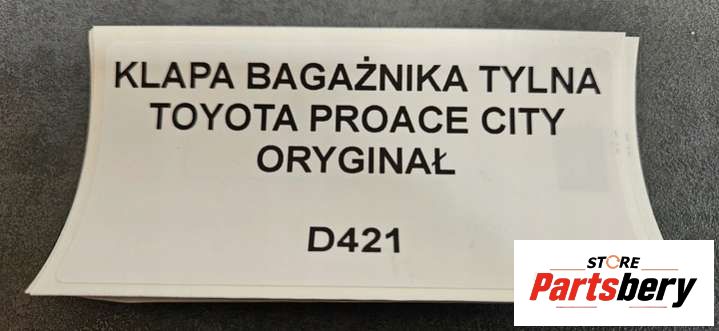 KLAPA BAGAŻNIKA TYLNA
TOYOTA PROACE CITY
ORYGINAŁ
D421
STORE
Partsbery